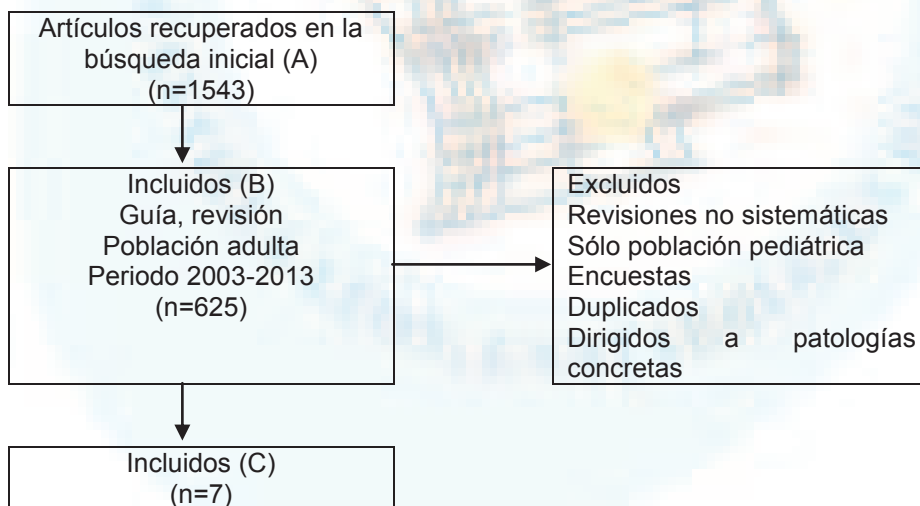 Artículos recuperados en la
búsqueda inicial (A)
(n=1543)
Incluidos (B)
Guía, revisión
Población adulta
Periodo 2003-2013
(n=625)
Excluidos
Revisiones no sistemáticas
Sólo población pediátrica
Encuestas
Duplicados
Dirigidos a patologías
concretas
Incluidos (C)
(n=7)